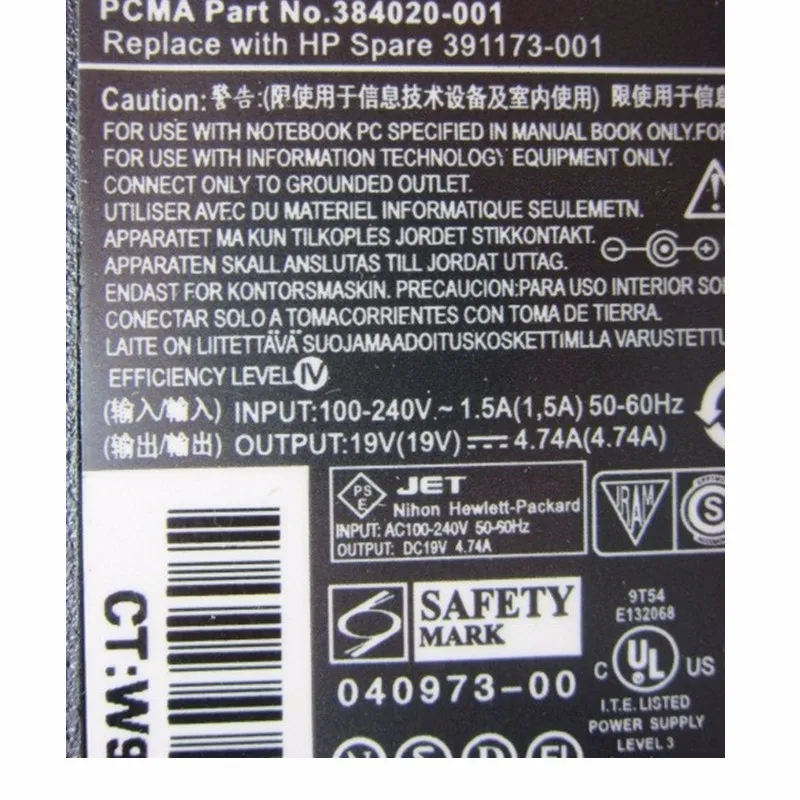 PCMA Part No.384020-001
Replace with HP Spare 391173-001
Caution: 警告:(限使用于信息技术设备及室内使用) 限使用于信息
FOR USE WITH NOTEBOOK PC SPECIFIED IN MANUAL BOOK ONLY.FOR
FOR USE WITH INFORMATION TECHNOLOGY EQUIPMENT ONLY.
CONNECT ONLY TO GROUNDED OUTLET.
UTILISER AVEC DU MATERIEL INFORMATIQUE SEULEMETN.
APPARATET MA KUN TILKOPLES JORDET STIKKONTAKT.
APPARATEN SKALL ANSLUTAS TILL JORDAT UTTAG.
ENDAST FOR KONTORSMASKIN. PRECAUCION:PARA USO INTERIOR SO
CONECTAR SOLO A TOMACORRIENTES CON TOMA DE TIERRA.
LAITE ON LIITETTÄVÄ SUOJAMAADOITUSKOSKETTIMLLA VARUSTETTU
EFFICIENCY LEVEL IV
(输入/輸入) INPUT:100-240V~ 1.5A(1,5A) 50-60Hz
(输出/輸出) OUTPUT:19V(19V) 4.74A(4.74A)
PS
E
JET
Nihon Hewlett-Packard
INPUT: AC100-240V 50-60Hz
OUTPUT: DC19V 4.74A
VRAM
S
CT:W9
SAFETY
MARK
040973-00
9T54
E132068
C UL US
I.T.E. LISTED
POWER SUPPLY
LEVEL 3